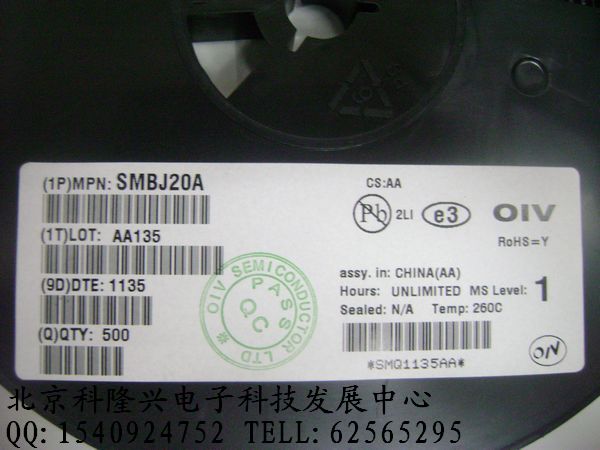 (1P)MPN: SMBJ20A
(1T)LOT: AA135
(9D)DTE: 1135
(Q)QTY: 500
CS:AA
Pb 2LI e3 OIV
RoHS=Y
assy. in: CHINA(AA)
Hours: UNLIMITED MS Level: 1
Sealed: N/A Temp: 260C
*SMQ1135AA*
OIV
OIV SEMICONDUCTOR LTD *
PASS
QC
北京科隆兴电子科技发展中心
QQ: 1540924752 TELL: 62565295